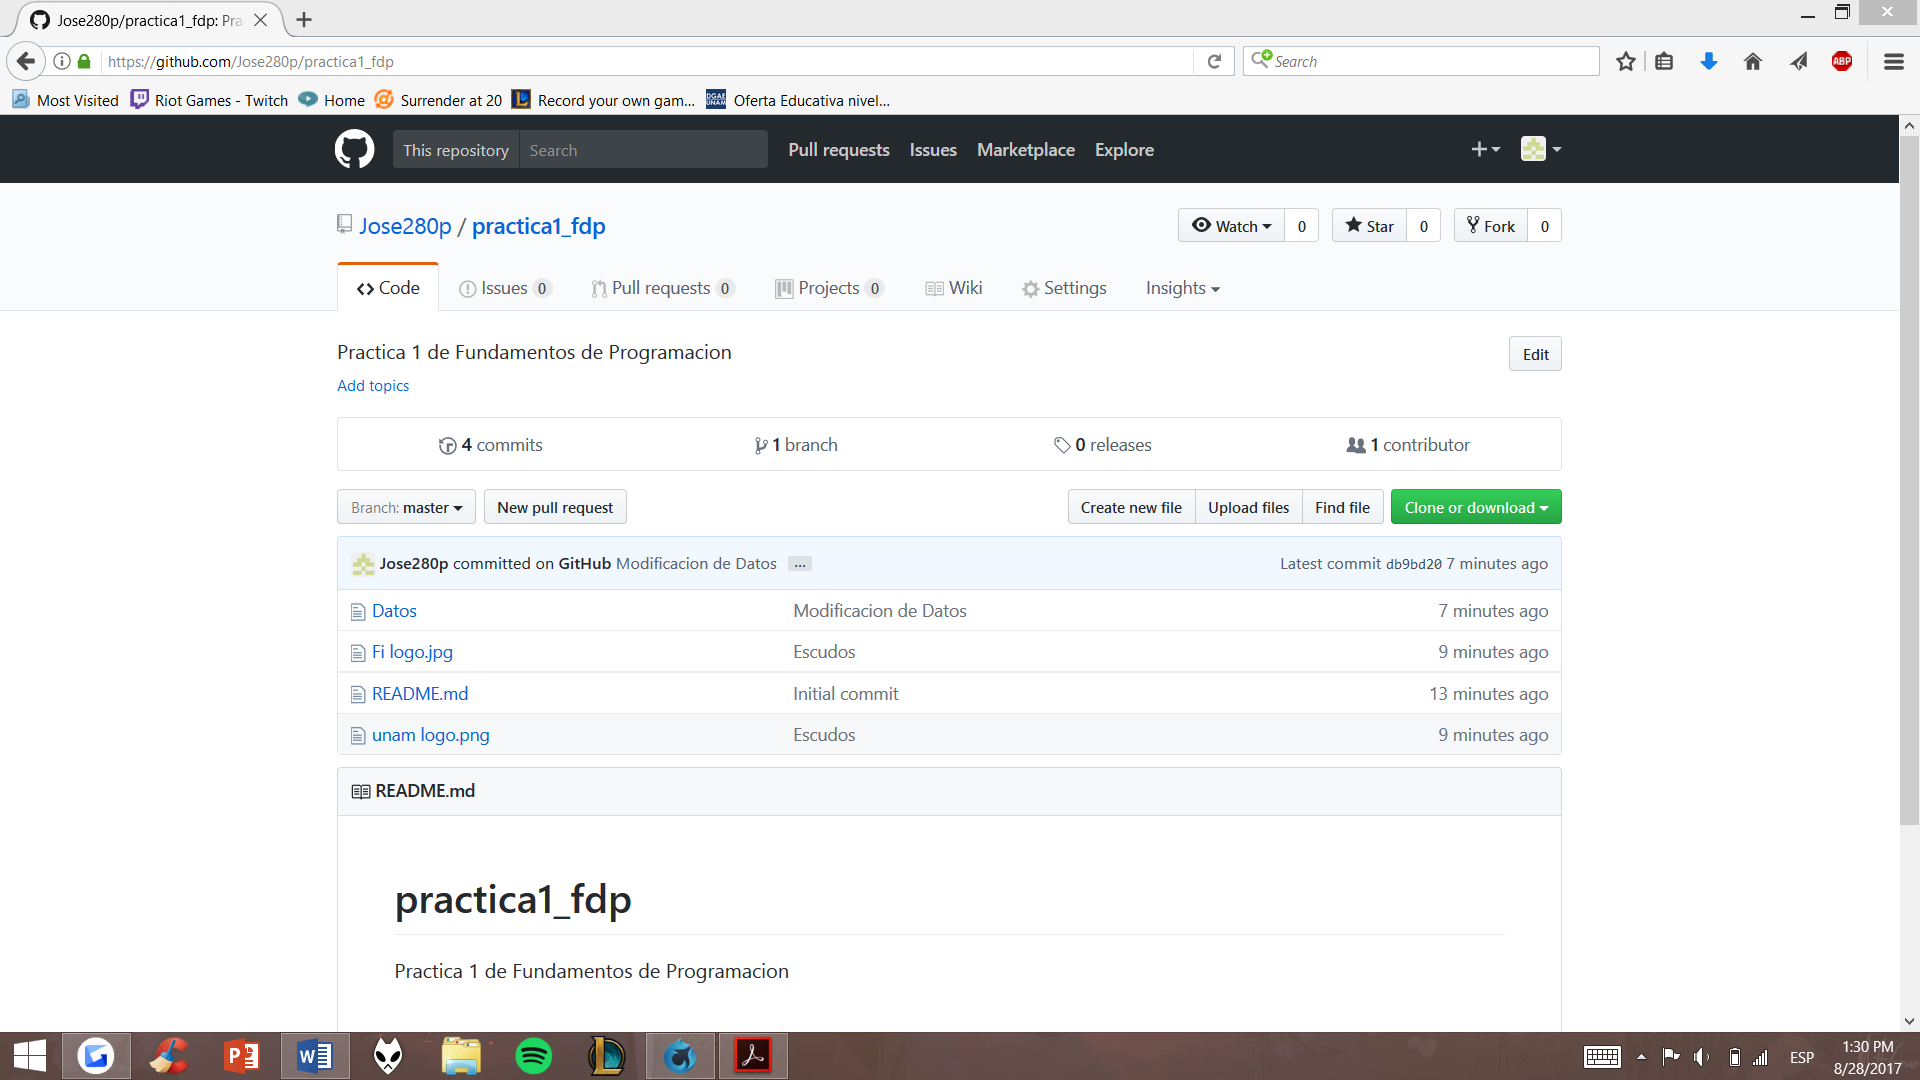 Jose280p/practica1_fdp: Pra
https://github.com/Jose280p/practica1_fdp
Search
ABP
Most Visited Riot Games - Twitch Home Surrender at 20 Record your own gam... DGAE UNAM Oferta Educativa nivel...
This repository Search Pull requests Issues Marketplace Explore
Jose280p / practica1_fdp
Watch 0 Star 0 Fork 0
Code Issues 0 Pull requests 0 Projects 0 Wiki Settings Insights
Practica 1 de Fundamentos de Programacion
Edit
Add topics
4 commits 1 branch 0 releases 1 contributor
Branch: master New pull request Create new file Upload files Find file Clone or download
Jose280p committed on GitHub Modificacion de Datos ... Latest commit db9bd20 7 minutes ago
Datos Modificacion de Datos 7 minutes ago
Fi logo.jpg Escudos 9 minutes ago
README.md Initial commit 13 minutes ago
unam logo.png Escudos 9 minutes ago
README.md
practica1_fdp
Practica 1 de Fundamentos de Programacion
ESP
1:30 PM
8/28/2017